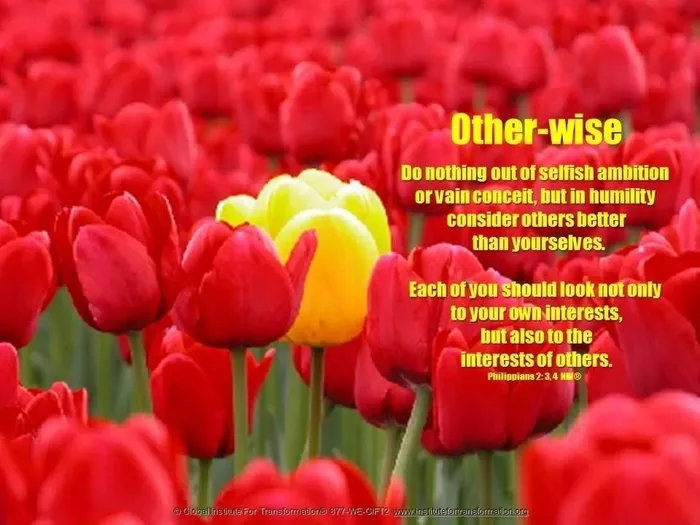 Other-wise
Do nothing out of selfish ambition
or vain conceit, but in humility
consider others better
than yourselves.
Each of you should look not only
to your own interests,
but also to the
interests of others.
Philippians 2: 3, 4 NIV®
© Global Institute For Transformation® 877-WE-GIFT2 www.institutefortransformation.org